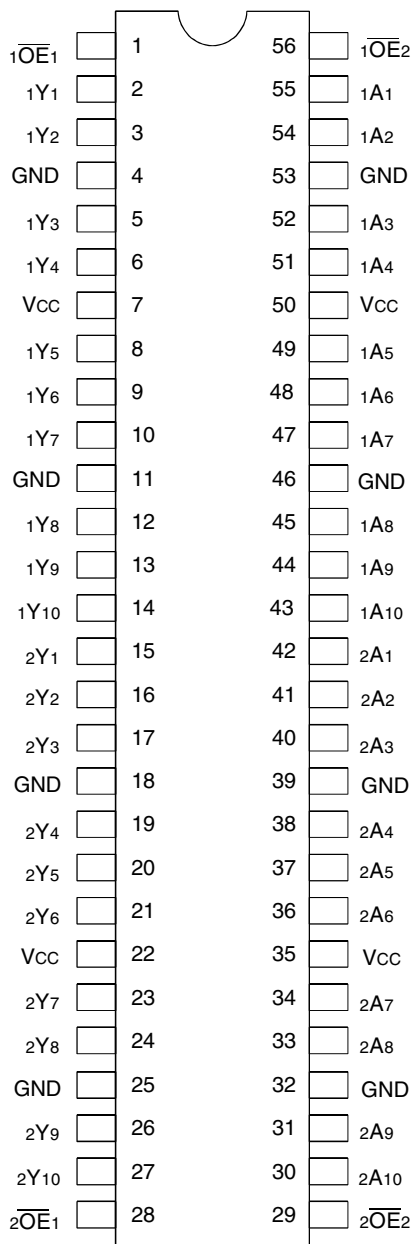 1OE1 1 56 1OE2
1Y1 2 55 1A1
1Y2 3 54 1A2
GND 4 53 GND
1Y3 5 52 1A3
1Y4 6 51 1A4
VCC 7 50 VCC
1Y5 8 49 1A5
1Y6 9 48 1A6
1Y7 10 47 1A7
GND 11 46 GND
1Y8 12 45 1A8
1Y9 13 44 1A9
1Y10 14 43 1A10
2Y1 15 42 2A1
2Y2 16 41 2A2
2Y3 17 40 2A3
GND 18 39 GND
2Y4 19 38 2A4
2Y5 20 37 2A5
2Y6 21 36 2A6
VCC 22 35 VCC
2Y7 23 34 2A7
2Y8 24 33 2A8
GND 25 32 GND
2Y9 26 31 2A9
2Y10 27 30 2A10
2OE1 28 29 2OE2